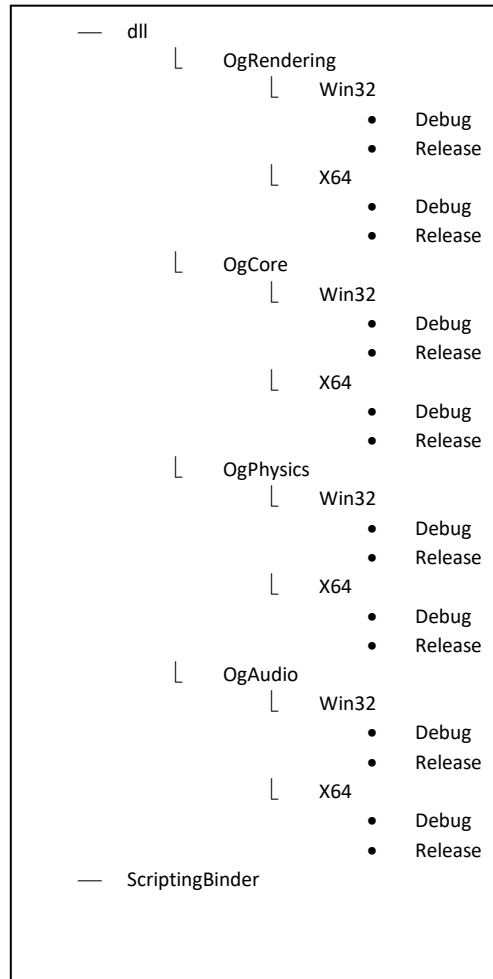 — dll
OgRendering
Win32
• Debug
• Release
X64
• Debug
• Release
OgCore
Win32
• Debug
• Release
X64
• Debug
• Release
OgPhysics
Win32
• Debug
• Release
X64
• Debug
• Release
OgAudio
Win32
• Debug
• Release
X64
• Debug
• Release
— ScriptingBinder